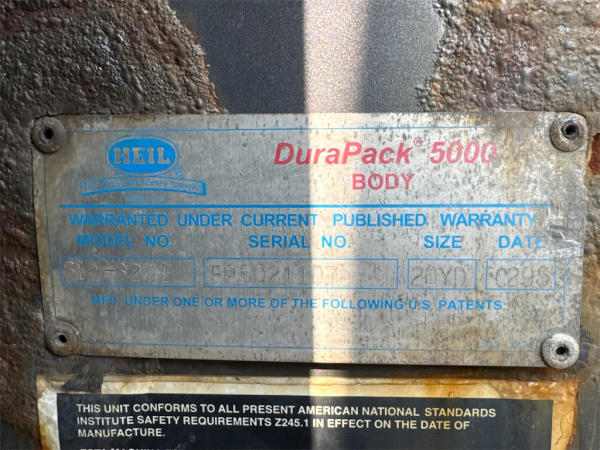 HEIL
®
DuraPack® 5000
BODY
WARRANTED UNDER CURRENT PUBLISHED WARRANTY
MODEL NO. SERIAL NO. SIZE DATE
20YD 0296
MFD. UNDER ONE OR MORE OF THE FOLLOWING U.S. PATENTS.
THIS UNIT CONFORMS TO ALL PRESENT AMERICAN NATIONAL STANDARDS
INSTITUTE SAFETY REQUIREMENTS Z245.1 IN EFFECT ON THE DATE OF
MANUFACTURE.